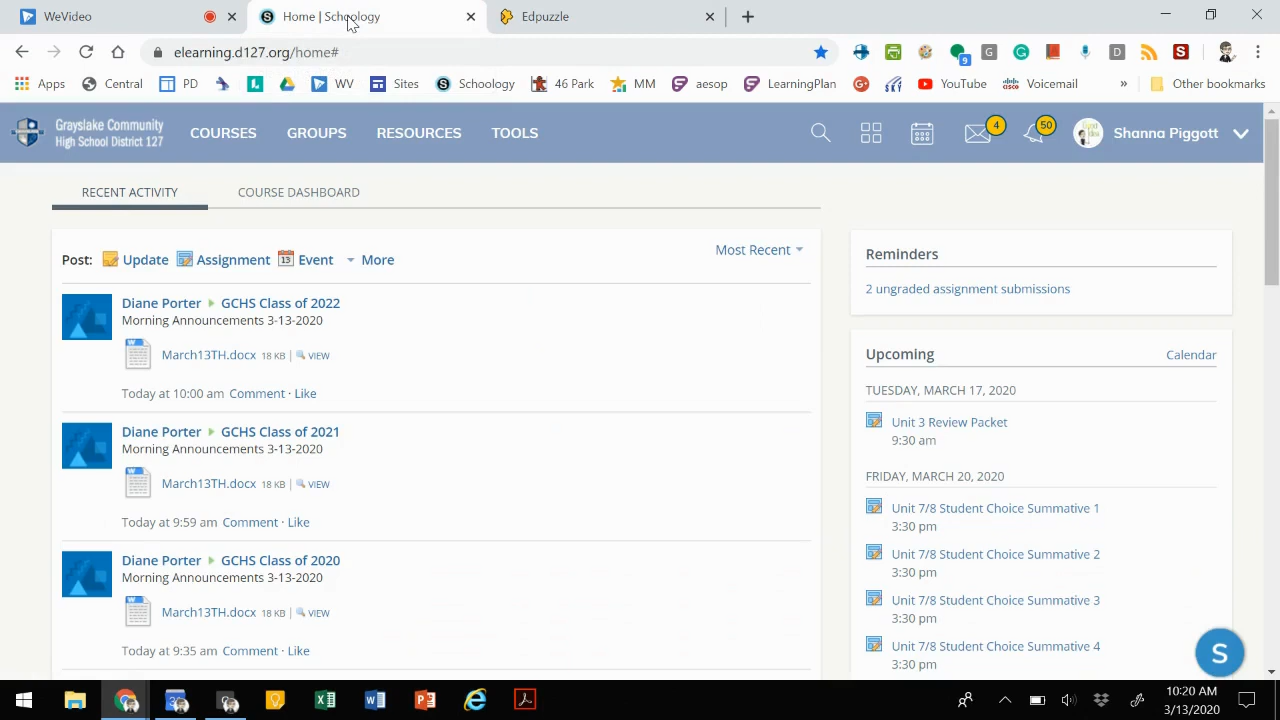 WeVideo
Home | Schoology
Edpuzzle
elearning.d127.org/home#
9
G
D
S
Apps
Central
PD
WV
Sites
Schoology
46 Park
MM
aesop
LearningPlan
YouTube
Voicemail
»
Other bookmarks
Grayslake Community
High School District 127
COURSES
GROUPS
RESOURCES
TOOLS
4
50
Shanna Piggott
RECENT ACTIVITY
COURSE DASHBOARD
Post: Update Assignment 13 Event More
Most Recent
Diane Porter GCHS Class of 2022
Morning Announcements 3-13-2020
March13TH.docx 18 KB | VIEW
Today at 10:00 am Comment · Like
Diane Porter GCHS Class of 2021
Morning Announcements 3-13-2020
March13TH.docx 18 KB | VIEW
Today at 9:59 am Comment · Like
Diane Porter GCHS Class of 2020
Morning Announcements 3-13-2020
March13TH.docx 18 KB | VIEW
Today at 9:35 am Comment · Like
Reminders
2 ungraded assignment submissions
Upcoming
Calendar
TUESDAY, MARCH 17, 2020
Unit 3 Review Packet
9:30 am
FRIDAY, MARCH 20, 2020
Unit 7/8 Student Choice Summative 1
3:30 pm
Unit 7/8 Student Choice Summative 2
3:30 pm
Unit 7/8 Student Choice Summative 3
3:30 pm
Unit 7/8 Student Choice Summative 4
3:30 pm
S
10:20 AM
3/13/2020